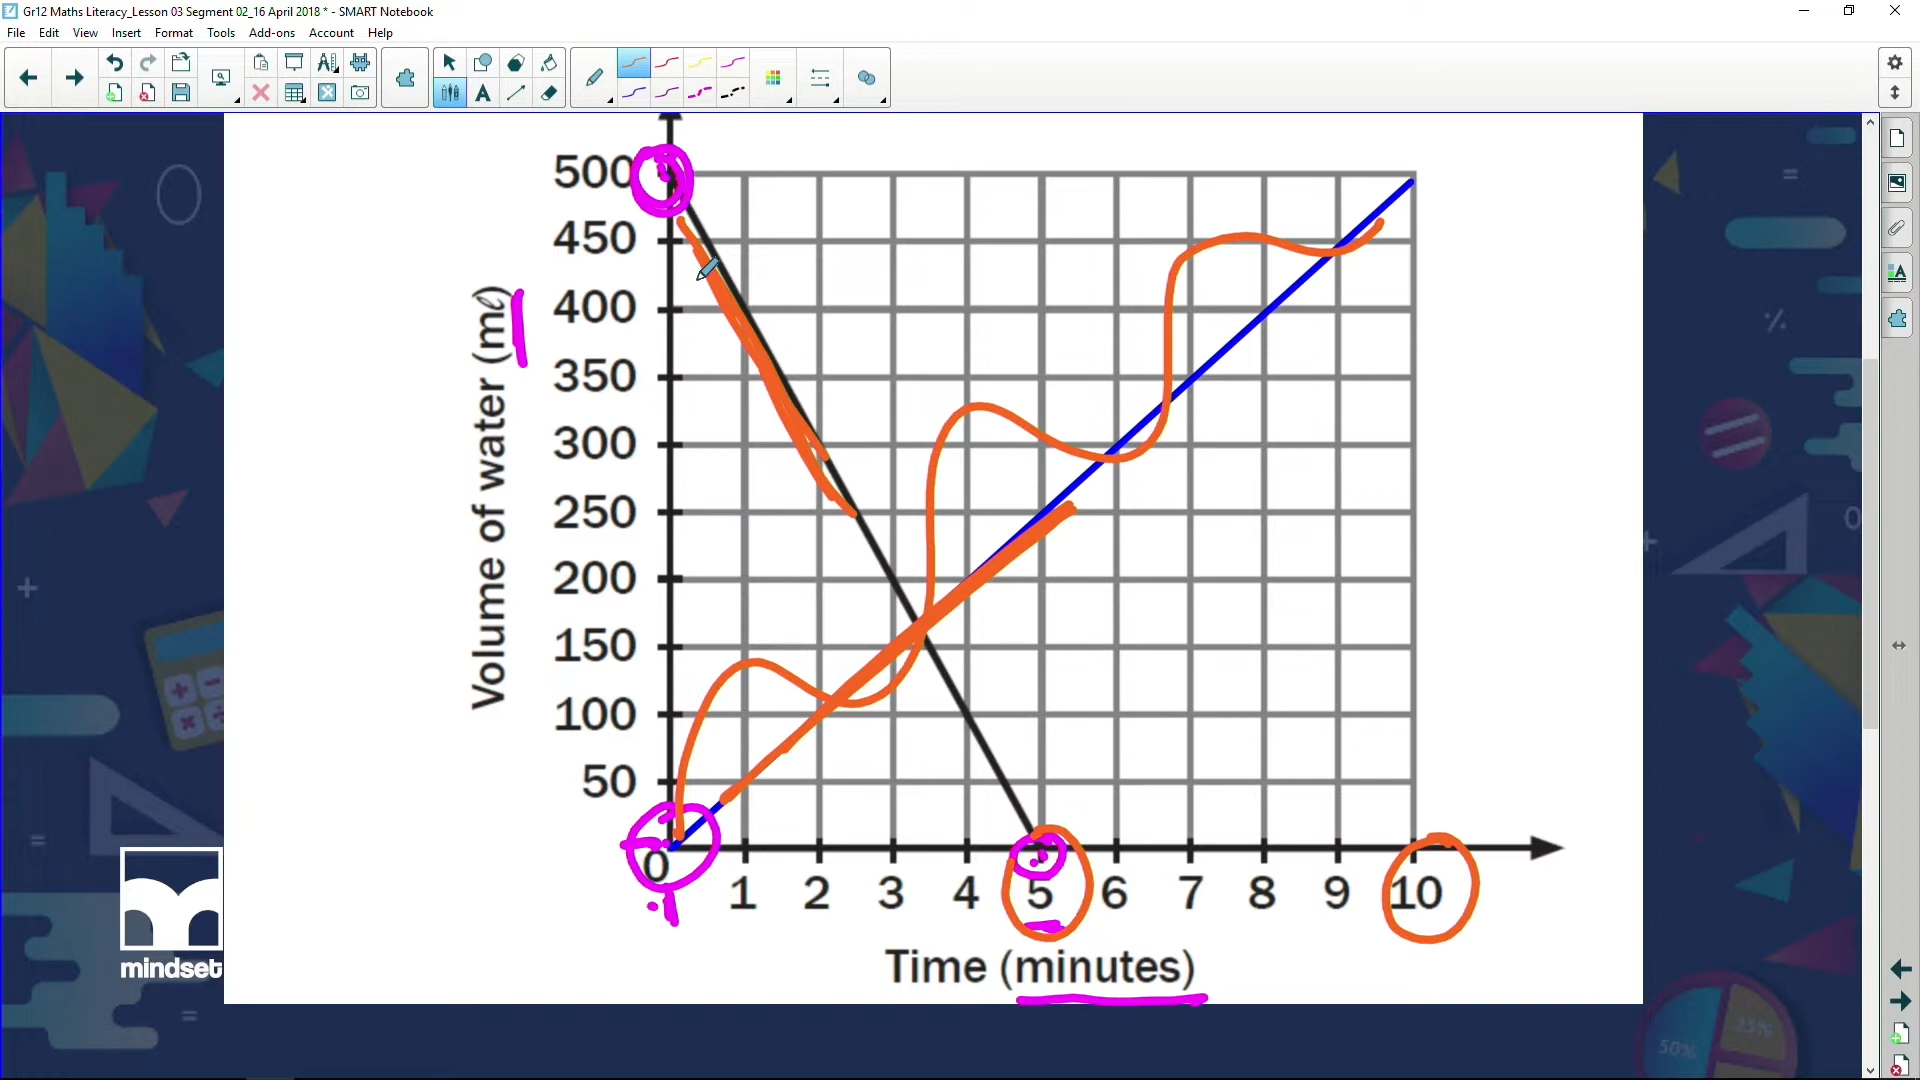 Gr12 Maths Literacy_Lesson 03 Segment 02_16 April 2018 * - SMART Notebook
File Edit View Insert Format Tools Add-ons Account Help
500
450
400
350
300
250
200
150
100
50
Volume of water (mℓ)
0 1 2 3 4 5 6 7 8 9 10
Time (minutes)
mindset
50% 25%